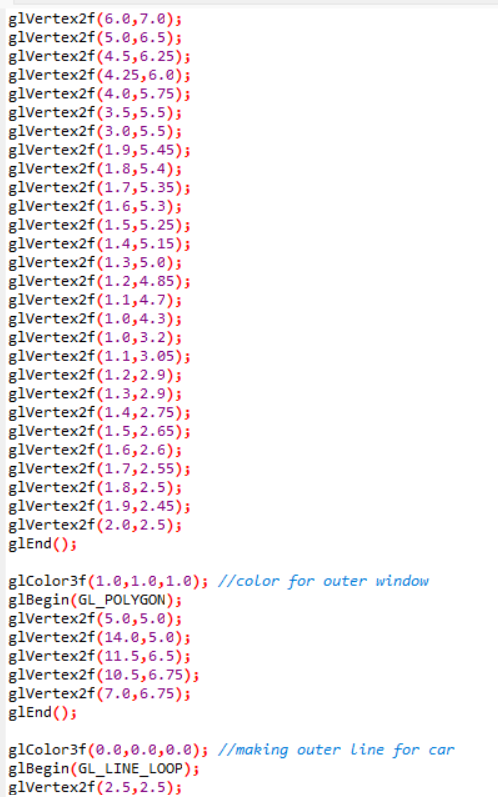 glVertex2f(6.0,7.0);
glVertex2f(5.0,6.5);
glVertex2f(4.5,6.25);
glVertex2f(4.25,6.0);
glVertex2f(4.0,5.75);
glVertex2f(3.5,5.5);
glVertex2f(3.0,5.5);
glVertex2f(1.9,5.45);
glVertex2f(1.8,5.4);
glVertex2f(1.7,5.35);
glVertex2f(1.6,5.3);
glVertex2f(1.5,5.25);
glVertex2f(1.4,5.15);
glVertex2f(1.3,5.0);
glVertex2f(1.2,4.85);
glVertex2f(1.1,4.7);
glVertex2f(1.0,4.3);
glVertex2f(1.0,3.2);
glVertex2f(1.1,3.05);
glVertex2f(1.2,2.9);
glVertex2f(1.3,2.9);
glVertex2f(1.4,2.75);
glVertex2f(1.5,2.65);
glVertex2f(1.6,2.6);
glVertex2f(1.7,2.55);
glVertex2f(1.8,2.5);
glVertex2f(1.9,2.45);
glVertex2f(2.0,2.5);
glEnd();
glColor3f(1.0,1.0,1.0); //color for outer window
glBegin(GL_POLYGON);
glVertex2f(5.0,5.0);
glVertex2f(14.0,5.0);
glVertex2f(11.5,6.5);
glVertex2f(10.5,6.75);
glVertex2f(7.0,6.75);
glEnd();
glColor3f(0.0,0.0,0.0); //making outer line for car
glBegin(GL_LINE_LOOP);
glVertex2f(2.5,2.5);